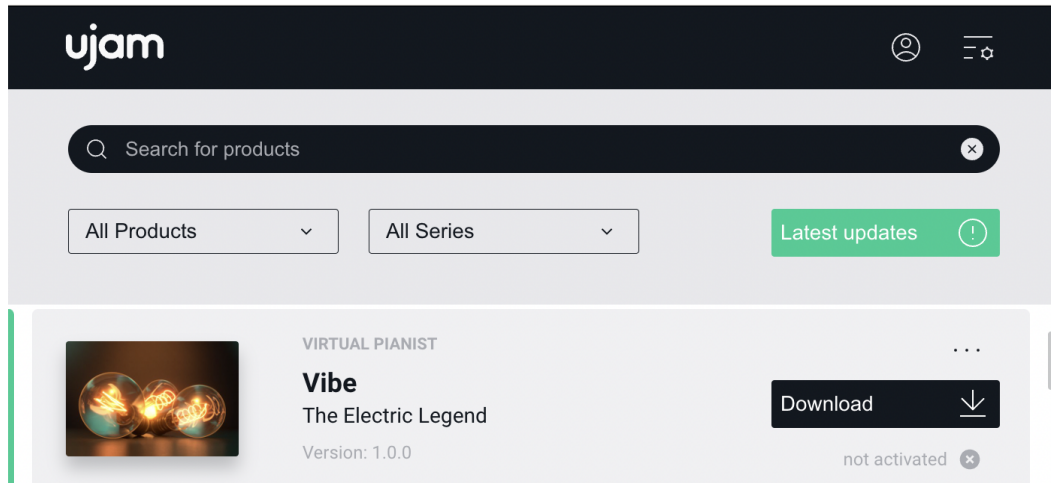 ujam
Search for products
All Products
All Series
Latest updates
VIRTUAL PIANIST
...
Vibe
The Electric Legend
Download
Version: 1.0.0
not activated